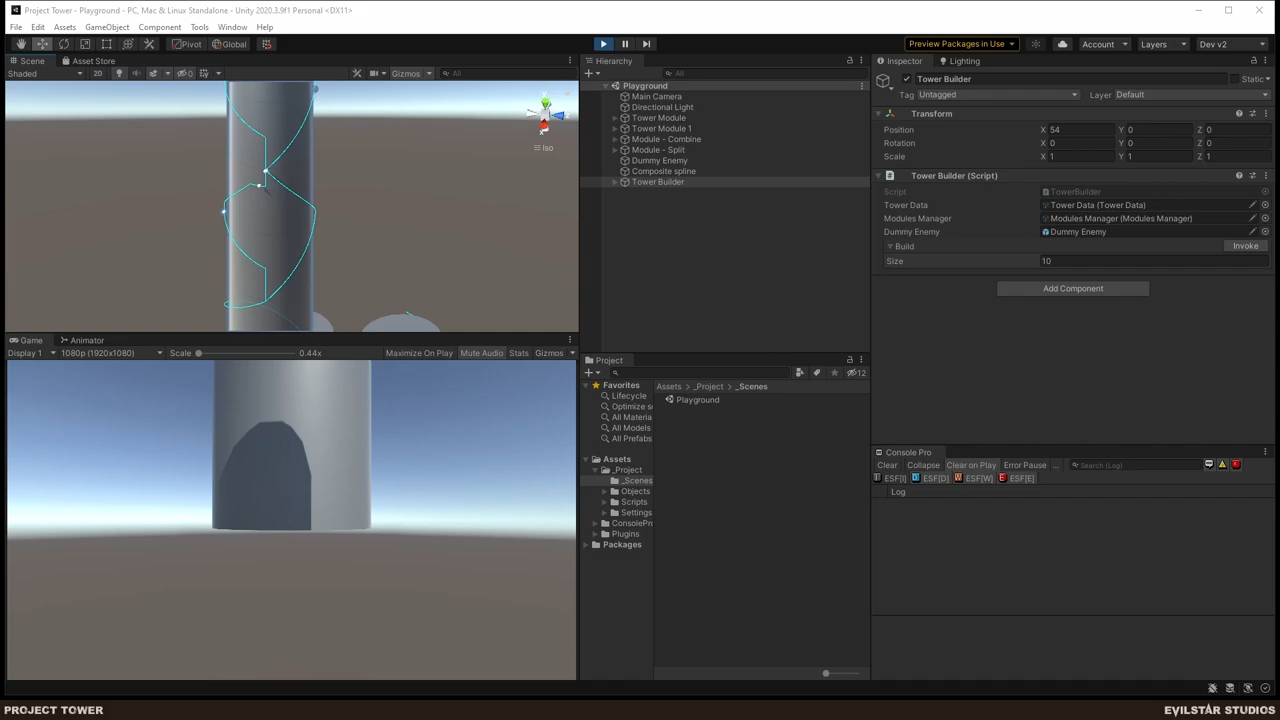 Project Tower - Playground - PC, Mac & Linux Standalone - Unity 2020.3.9f1 Personal <DX11>
File Edit Assets GameObject Component Tools Window Help
Pivot Global Preview Packages in Use Account Layers Dev v2
Scene Asset Store
Shaded 2D 0 Gizmos All
Iso
Game Animator
Display 1 1080p (1920x1080) Scale 0.44x Maximize On Play Mute Audio Stats Gizmos
Hierarchy
All
Playground
Main Camera
Directional Light
Tower Module
Tower Module 1
Module - Combine
Module - Split
Dummy Enemy
Composite spline
Tower Builder
Project
12
Favorites
Lifecycle
Optimize s
All Materia
All Models
All Prefabs
Assets
_Project
_Scenes
Objects
Scripts
Settings
ConsolePro
Plugins
Packages
Assets > _Project > _Scenes
Playground
Inspector Lighting
Tower Builder Static
Tag Untagged Layer Default
Transform
Position X 54 Y 0 Z 0
Rotation X 0 Y 0 Z 0
Scale X 1 Y 1 Z 1
Tower Builder (Script)
Script TowerBuilder
Tower Data Tower Data (Tower Data)
Modules Manager Modules Manager (Modules Manager)
Dummy Enemy Dummy Enemy
Build Invoke
Size 10
Add Component
Console Pro
Clear Collapse Clear on Play Error Pause ... Search (Log)
ESF[I] ESF[D] ESF[W] ESF[E]
Log
PROJECT TOWER EVILSTAR STUDIOS